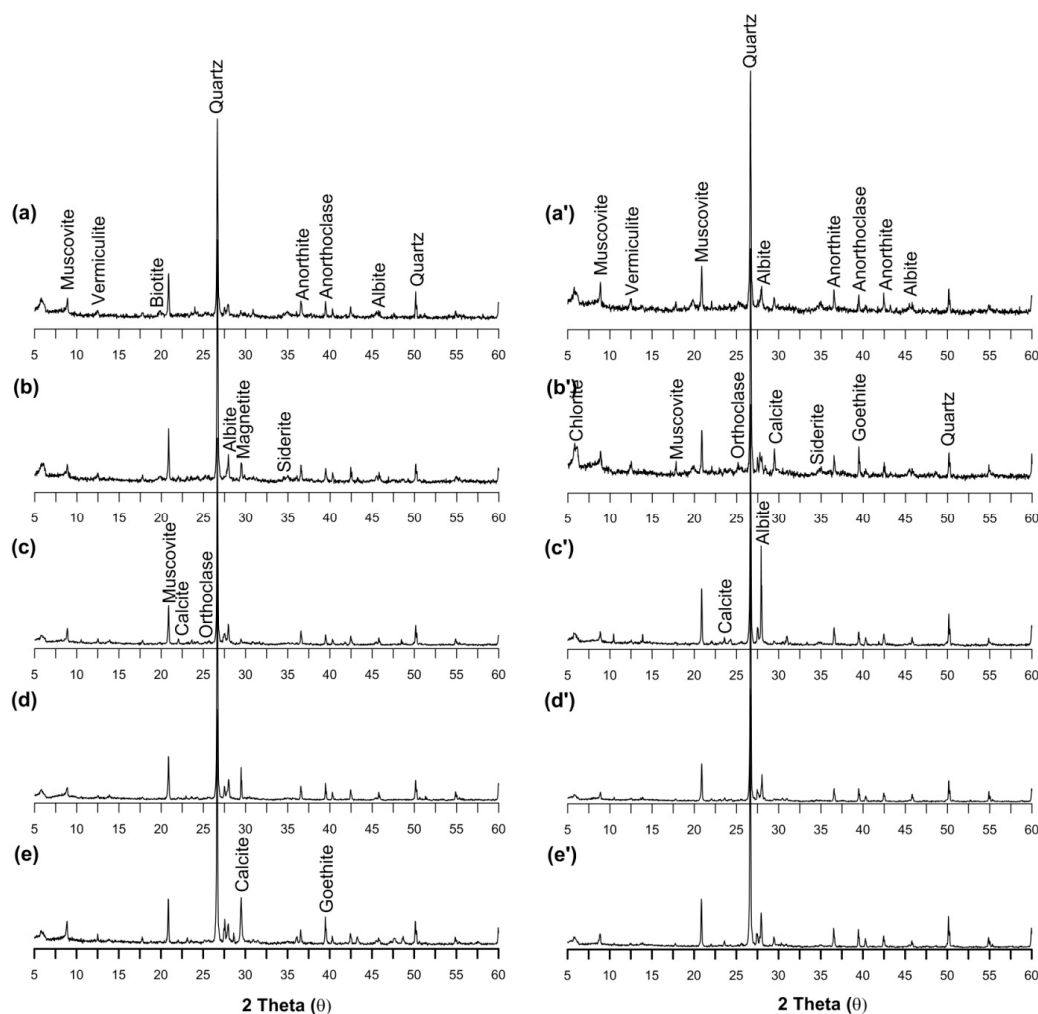 Quartz
(a)
Muscovite
Vermiculite
Biotite
Anorthite
Anorthoclase
Albite
Quartz
5 10 15 20 25 30 35 40 45 50 55 60
(b)
Albite
Magnetite
Siderite
5 10 15 20 25 30 35 40 45 50 55 60
(c)
Muscovite
Calcite
Orthoclase
5 10 15 20 25 30 35 40 45 50 55 60
(d)
5 10 15 20 25 30 35 40 45 50 55 60
(e)
Calcite
Goethite
5 10 15 20 25 30 35 40 45 50 55 60
2 Theta (θ)
Quartz
(a')
Muscovite
Vermiculite
Muscovite
Albite
Anorthite
Anorthoclase
Anorthite
Albite
5 10 15 20 25 30 35 40 45 50 55 60
(b')
Chlorite
Muscovite
Orthoclase
Calcite
Siderite
Goethite
Quartz
5 10 15 20 25 30 35 40 45 50 55 60
(c')
Calcite
Albite
5 10 15 20 25 30 35 40 45 50 55 60
(d')
5 10 15 20 25 30 35 40 45 50 55 60
(e')
5 10 15 20 25 30 35 40 45 50 55 60
2 Theta (θ)